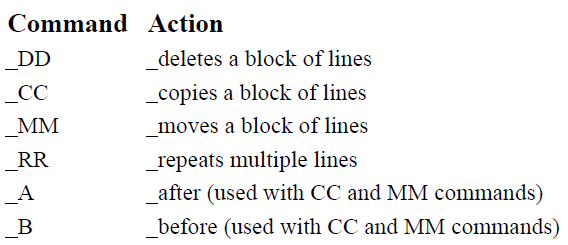 Command Action
_DD _deletes a block of lines
_CC _copies a block of lines
_MM _moves a block of lines
_RR _repeats multiple lines
_A _after (used with CC and MM commands)
_B _before (used with CC and MM commands)